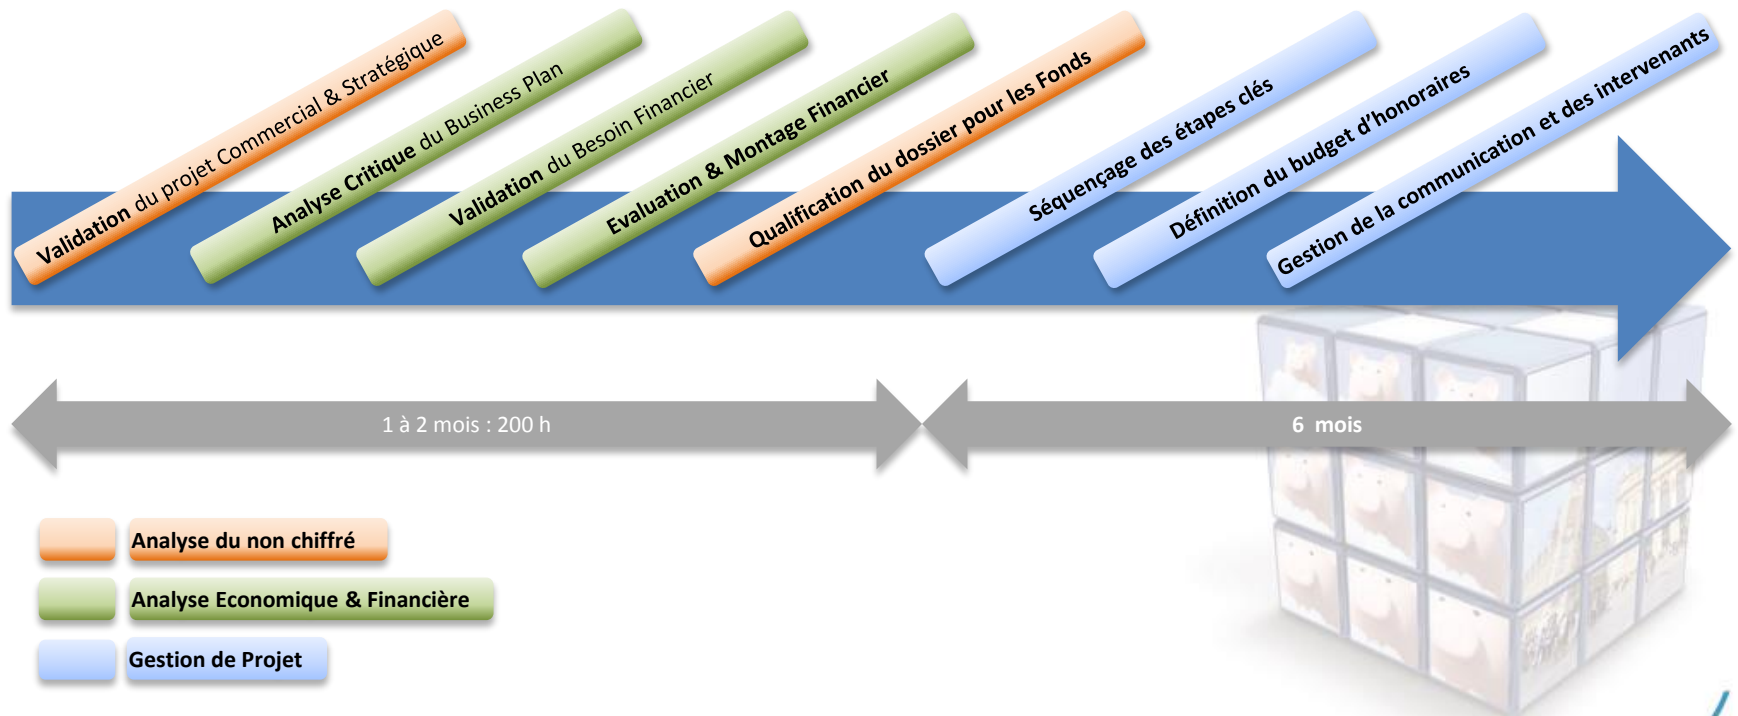 Validation du projet Commercial & Stratégique
Analyse Critique du Business Plan
Validation du Besoin Financier
Evaluation & Montage Financier
Qualification du dossier pour les Fonds
Séquençage des étapes clés
Définition du budget d’honoraires
Gestion de la communication et des intervenants
1 à 2 mois : 200 h
6 mois
Analyse du non chiffré
Analyse Economique & Financière
Gestion de Projet